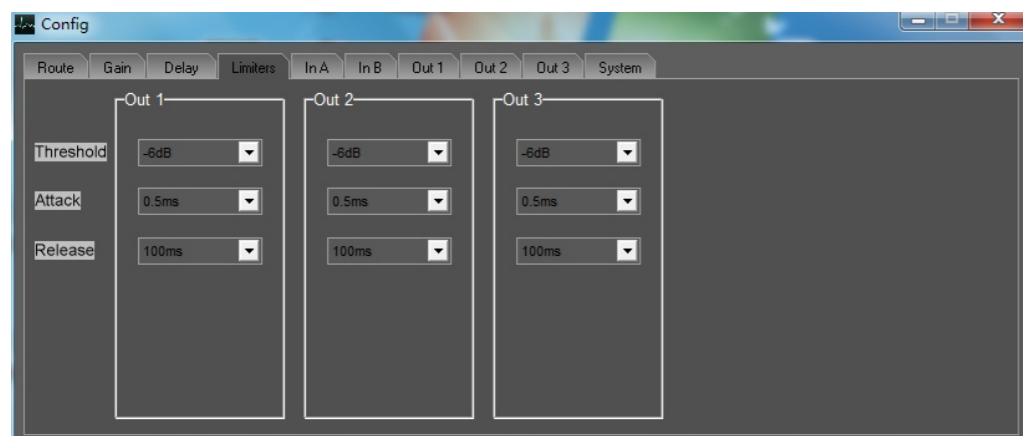 Config
Route Gain Delay Limiters In A In B Out 1 Out 2 Out 3 System
Out 1 Out 2 Out 3
Threshold -6dB -6dB -6dB
Attack 0.5ms 0.5ms 0.5ms
Release 100ms 100ms 100ms